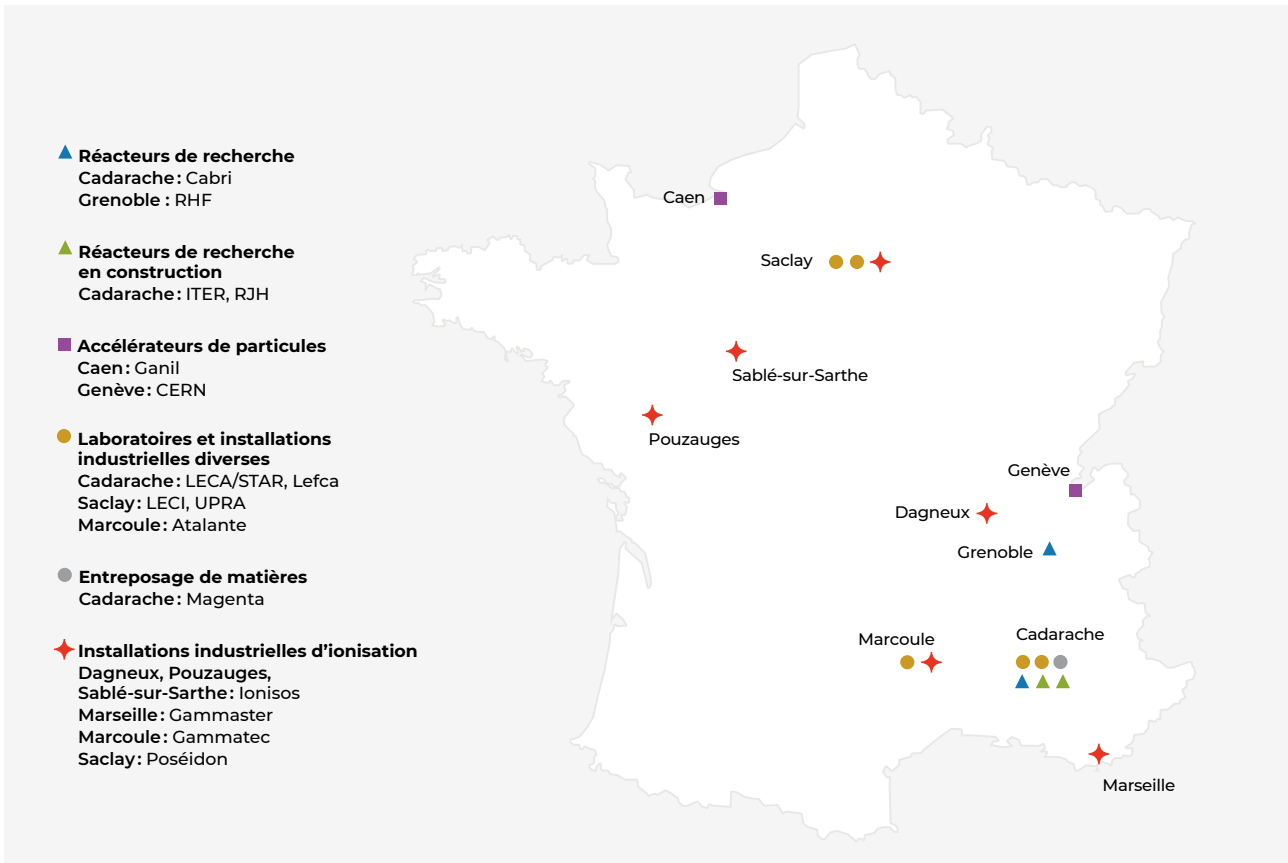 Réacteurs de recherche
Cadarache : Cabri
Grenoble : RHF
Réacteurs de recherche
en construction
Cadarache : ITER, RJH
Accélérateurs de particules
Caen : Ganil
Genève : CERN
Laboratoires et installations
industrielles diverses
Cadarache : LECA/STAR, Lefca
Saclay : LECI, UPRA
Marcoule : Atalante
Entreposage de matières
Cadarache : Magenta
Installations industrielles d’ionisation
Dagneux, Pouzauges,
Sablé-sur-Sarthe : Ionisos
Marseille : Gammaster
Marcoule : Gammatec
Saclay : Poséidon
Caen
Saclay
Sablé-sur-Sarthe
Pouzauges
Genève
Dagneux
Grenoble
Marcoule
Cadarache
Marseille